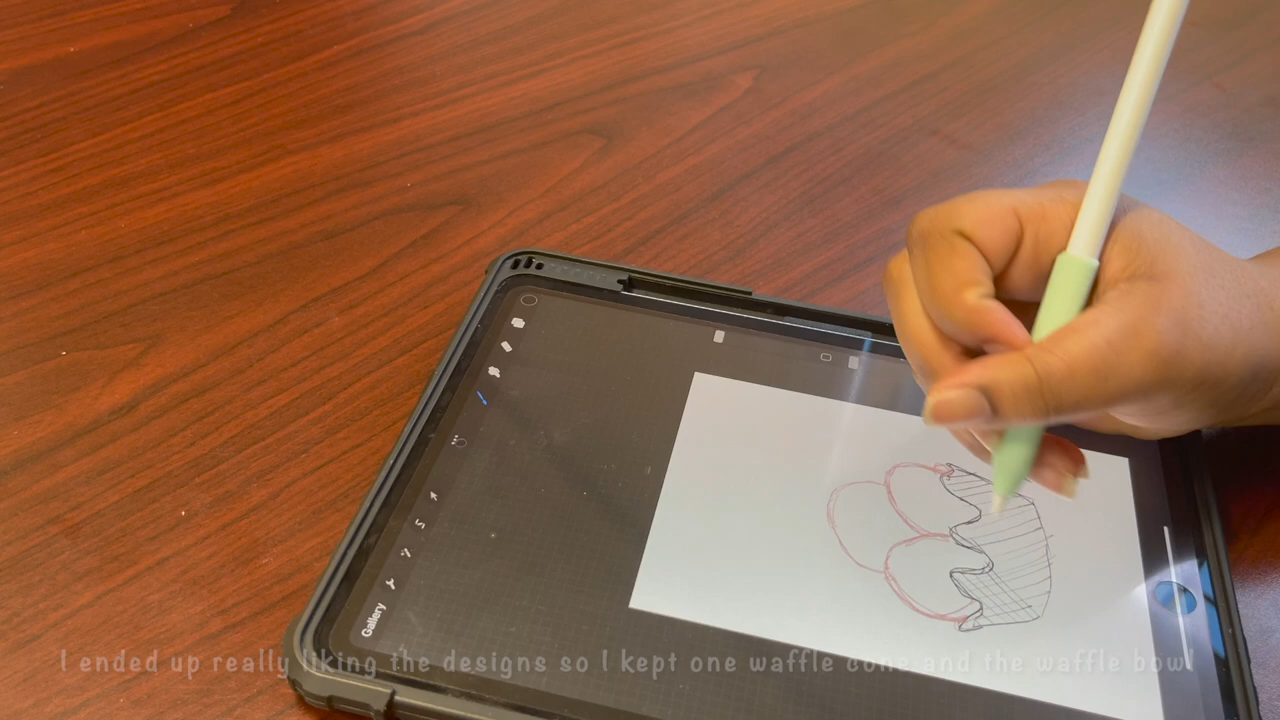 Gallery
I ended up really liking the designs so I kept one waffle cone and the waffle bowl